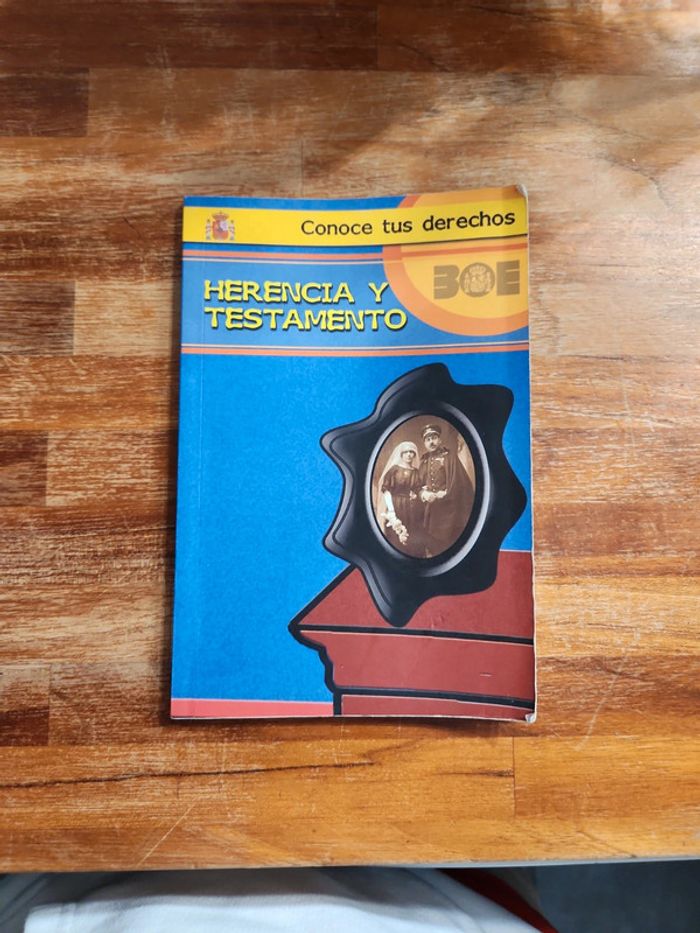 Conoce tus derechos
BOE
HERENCIA Y
TESTAMENTO